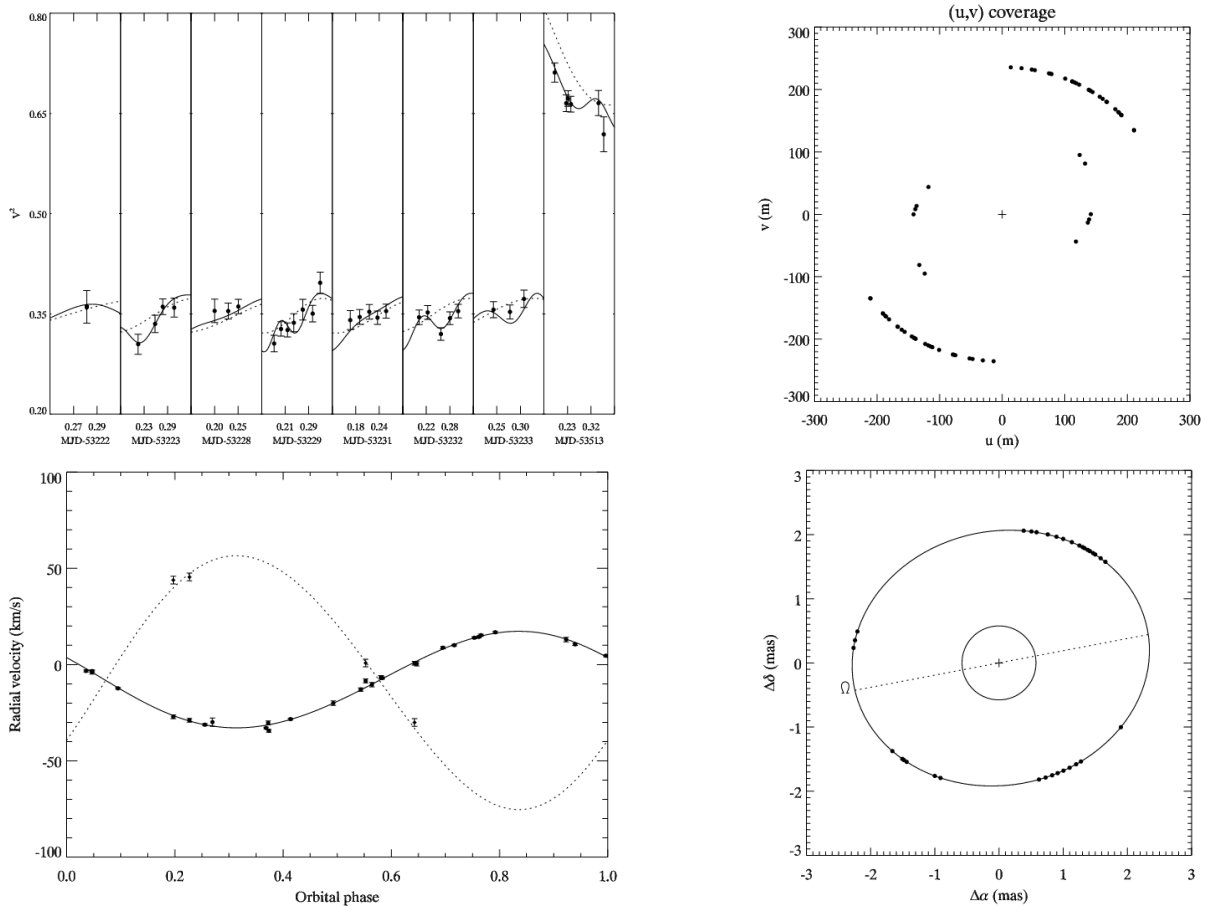 0.80
0.65
0.50
0.35
0.20
V²
0.27 0.29
MJD-53222
0.23 0.29
MJD-53223
0.20 0.25
MJD-53228
0.21 0.29
MJD-53229
0.18 0.24
MJD-53231
0.22 0.28
MJD-53232
0.25 0.30
MJD-53233
0.23 0.32
MJD-53513
(u,v) coverage
300
200
100
0
-100
-200
-300
v (m)
-300 -200 -100 0 100 200 300
u (m)
100
50
0
-50
-100
Radial velocity (km/s)
0.0 0.2 0.4 0.6 0.8 1.0
Orbital phase
3
2
1
0
-1
-2
-3
Δδ (mas)
Ω
-3 -2 -1 0 1 2 3
Δα (mas)